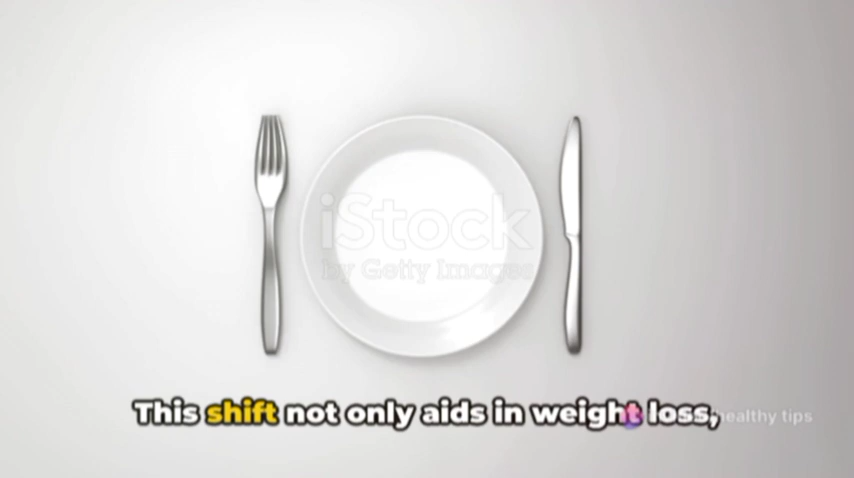 iStock
by Getty Images
This shift not only aids in weight loss,
healthy tips